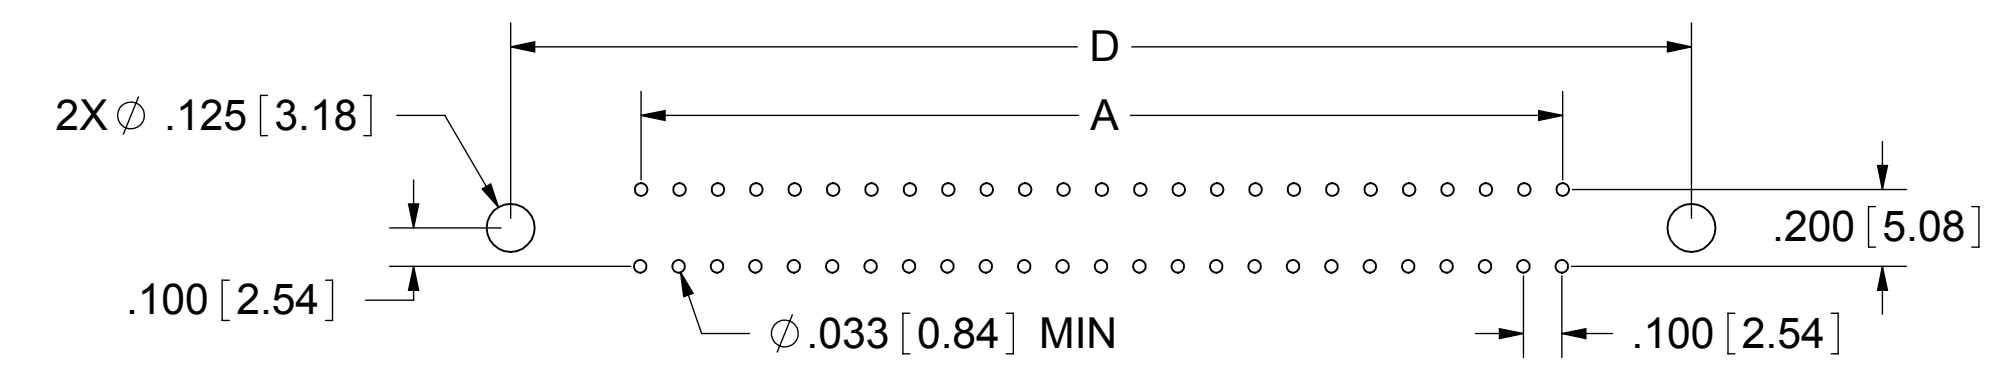 D
A
2X⌀ .125[3.18]
.200[5.08]
.100[2.54]
⌀.033[0.84] MIN
.100[2.54]